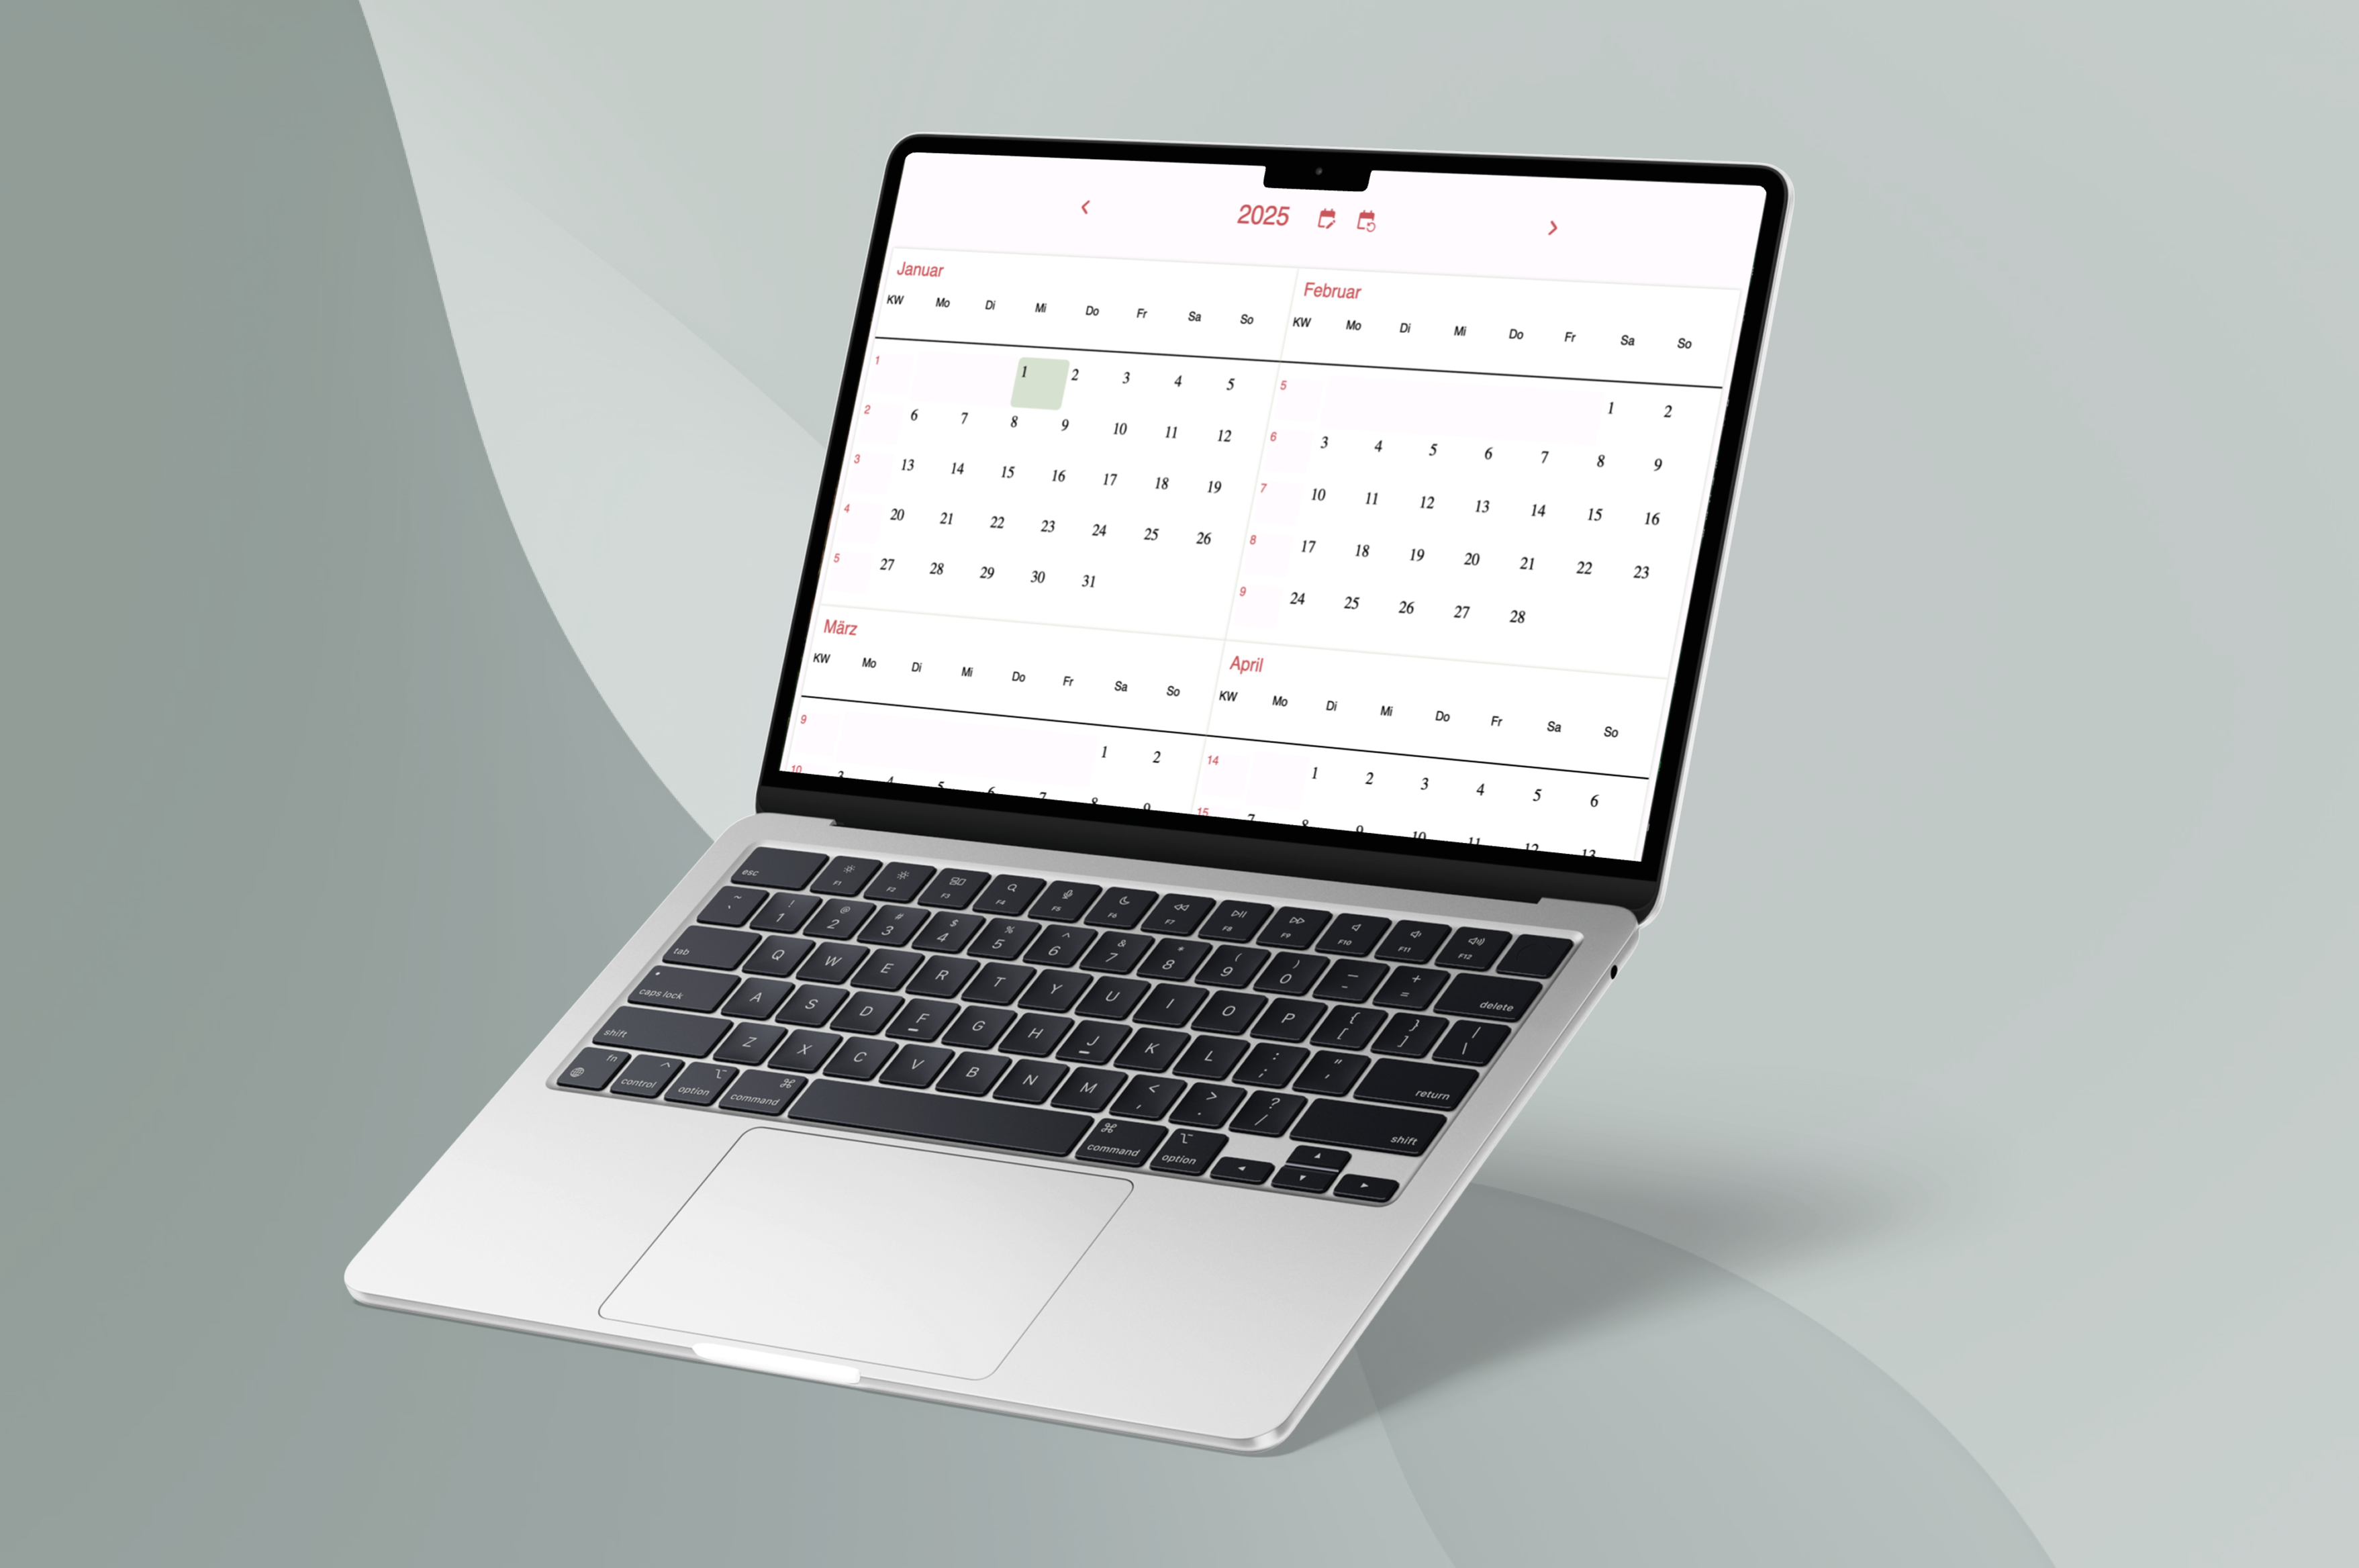 2025
Januar
KW Mo Di Mi Do Fr Sa So
1 1 2 3 4 5
2 6 7 8 9 10 11 12
3 13 14 15 16 17 18 19
4 20 21 22 23 24 25 26
5 27 28 29 30 31
Februar
KW Mo Di Mi Do Fr Sa So
5 1 2
6 3 4 5 6 7 8 9
7 10 11 12 13 14 15 16
8 17 18 19 20 21 22 23
9 24 25 26 27 28
März
KW Mo Di Mi Do Fr Sa So
9 1 2
10 3 4 5 6 7 8 9
April
KW Mo Di Mi Do Fr Sa So
14 1 2 3 4 5 6
15 7 8 9 10 11 12 13
esc F1 F2 F3 F4 F5 F6 F7 F8 F9 F10 F11 F12
~ ` ! 1 @ 2 # 3 $ 4 % 5 ^ 6 & 7 * 8 ( 9 ) 0 — - + = delete
tab Q W E R T Y U I O P { [ } ] | \
caps lock A S D F G H J K L : ; " ' return
shift Z X C V B N M < , > . ? / shift
fn control option ⌘ command ⌘ command option